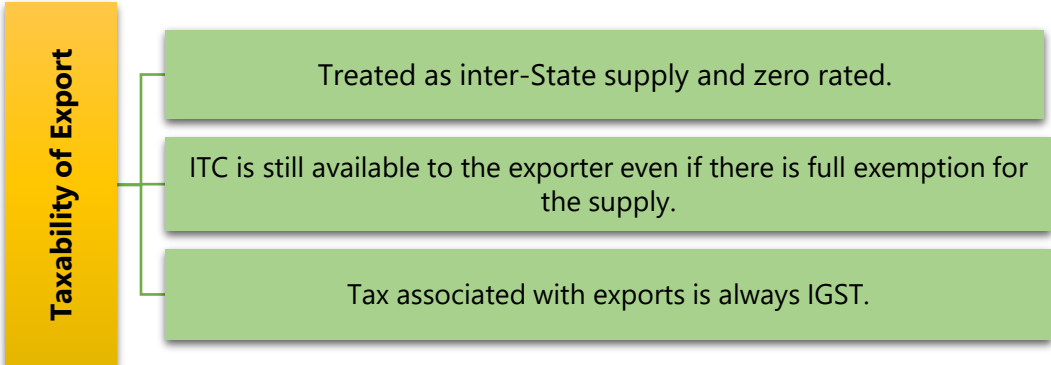 Taxability of Export
Treated as inter-State supply and zero rated.
ITC is still available to the exporter even if there is full exemption for
the supply.
Tax associated with exports is always IGST.